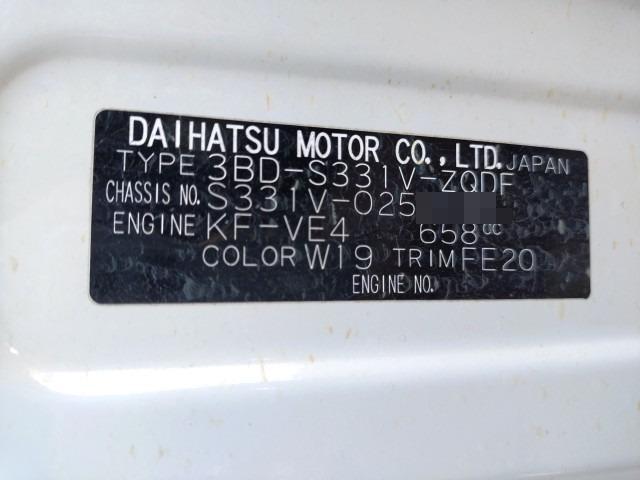 DAIHATSU MOTOR CO.,LTD. JAPAN
TYPE 3BD-S331V-ZQDF
CHASSIS NO. S331V-025
ENGINE KF-VE4 658cc
COLOR W19 TRIM FE20
ENGINE NO.